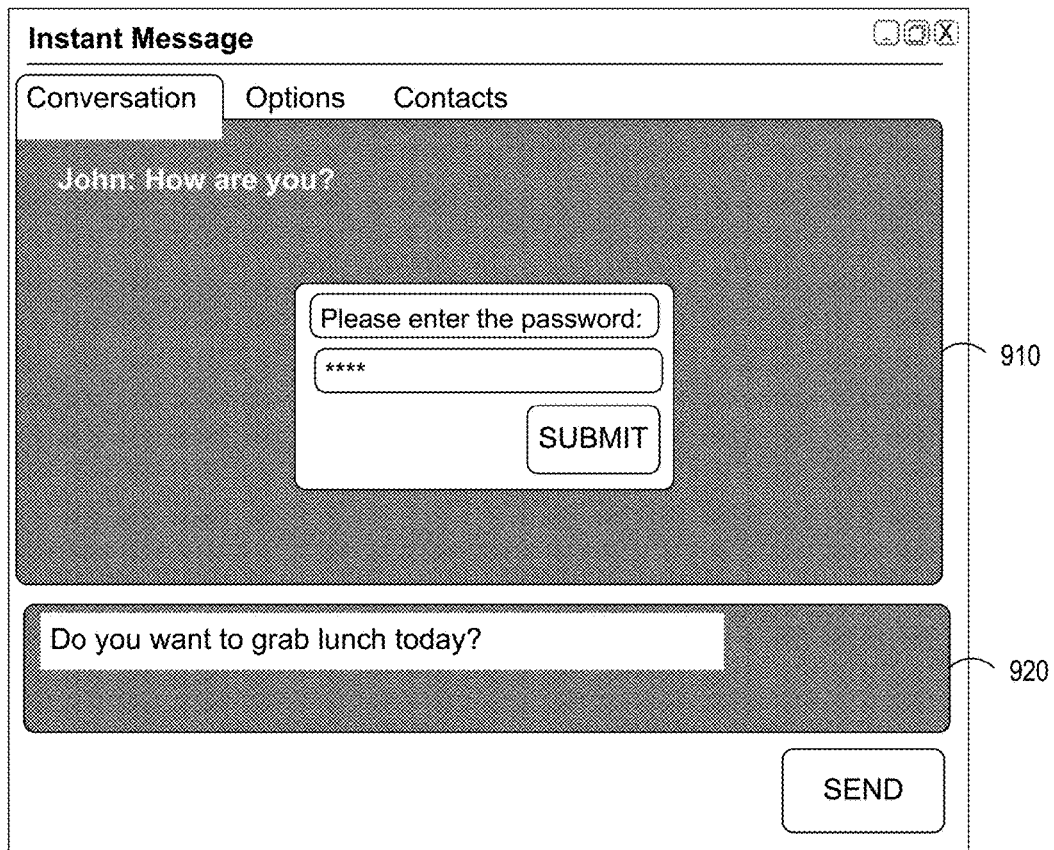 Instant Message
Conversation Options Contacts
John: How are you?
Please enter the password:
****
SUBMIT
910
Do you want to grab lunch today?
920
SEND